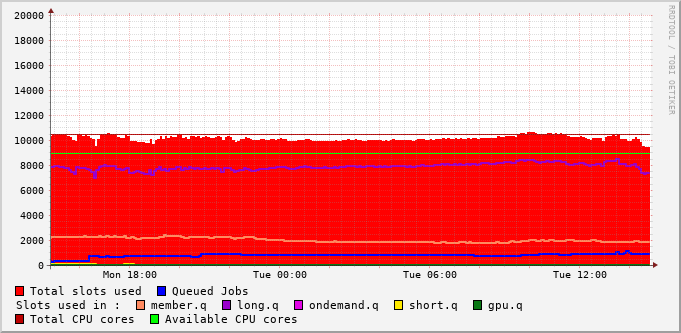 20000
18000
16000
14000
12000
10000
8000
6000
4000
2000
0
Mon 18:00 Tue 00:00 Tue 06:00 Tue 12:00
RRDTOOL / TOBI OETIKER
Total slots used Queued Jobs
Slots used in : member.q long.q ondemand.q short.q gpu.q
Total CPU cores Available CPU cores